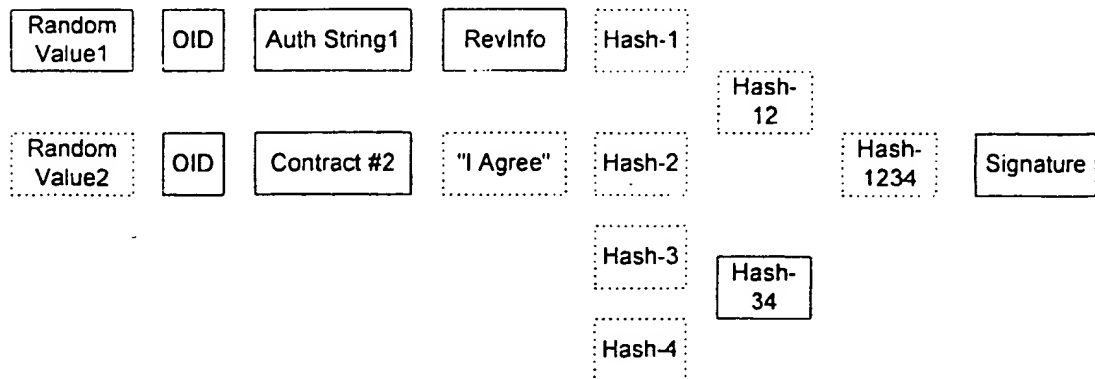 Random
Value1
OID
Auth String1
RevInfo
Hash-1
Hash-
12
Random
Value2
OID
Contract #2
"I Agree"
Hash-2
Hash-
1234
Signature
Hash-3
Hash-
34
Hash-4